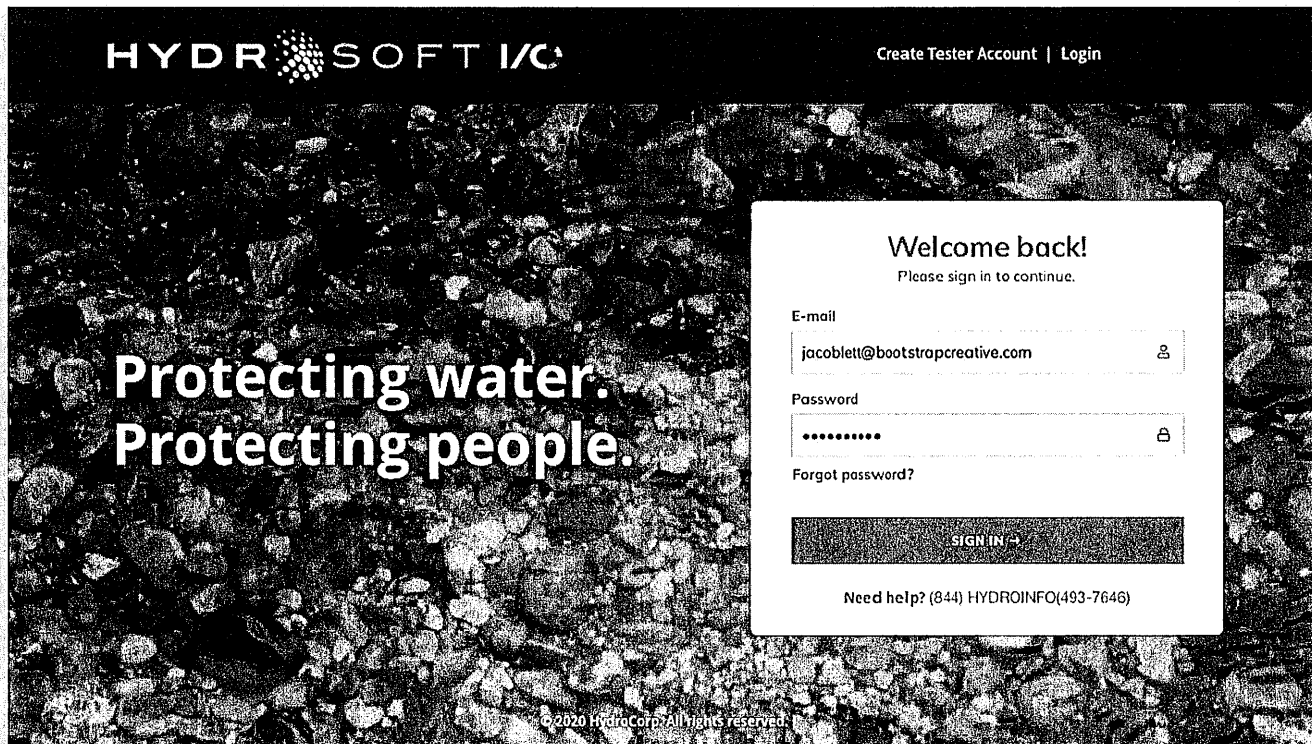 HYDROSOFT I/O
Create Tester Account | Login
Welcome back!
Please sign in to continue.
E-mail
jacoblett@bootstrapcreative.com
Protecting water.
Protecting people.
Password
••••••••••
Forgot password?
SIGN IN →
Need help? (844) HYDROINFO(493-7646)
© 2020 HydroCorp. All rights reserved.